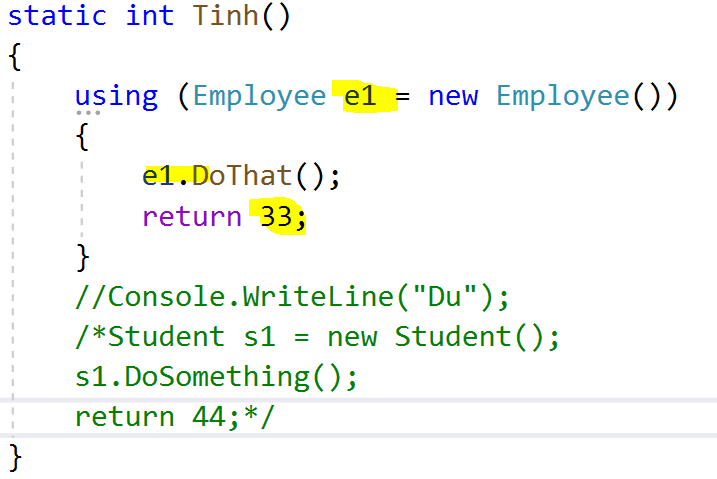 static int Tinh()
{
using (Employee e1 = new Employee())
{
e1.DoThat();
return 33;
}
//Console.WriteLine("Du");
/*Student s1 = new Student();
s1.DoSomething();
return 44;*/
}